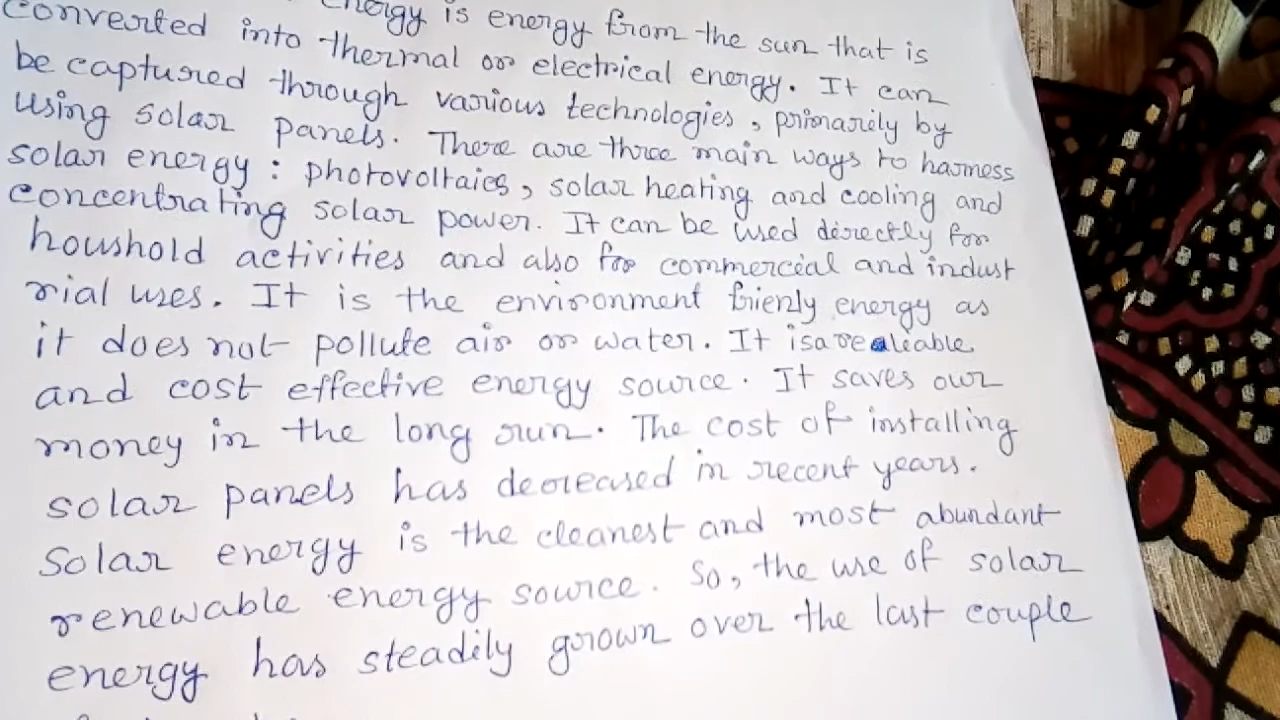 energy is energy from the sun that is
converted into thermal or electrical energy. It can
be captured through various technologies, primarily by
using solar panels. There are three main ways to harness
solar energy : photovoltaics, solar heating and cooling and
concentrating solar power. It can be used directly for
houshold activities and also for commercial and indust
rial uses. It is the environment frienly energy as
it does not pollute air or water. It is a realeable
and cost effective energy source. It saves our
money in the long run. The cost of installing
solar panels has decreased in recent years.
Solar energy is the cleanest and most abundant
renewable energy source. So, the use of solar
energy has steadily grown over the last couple